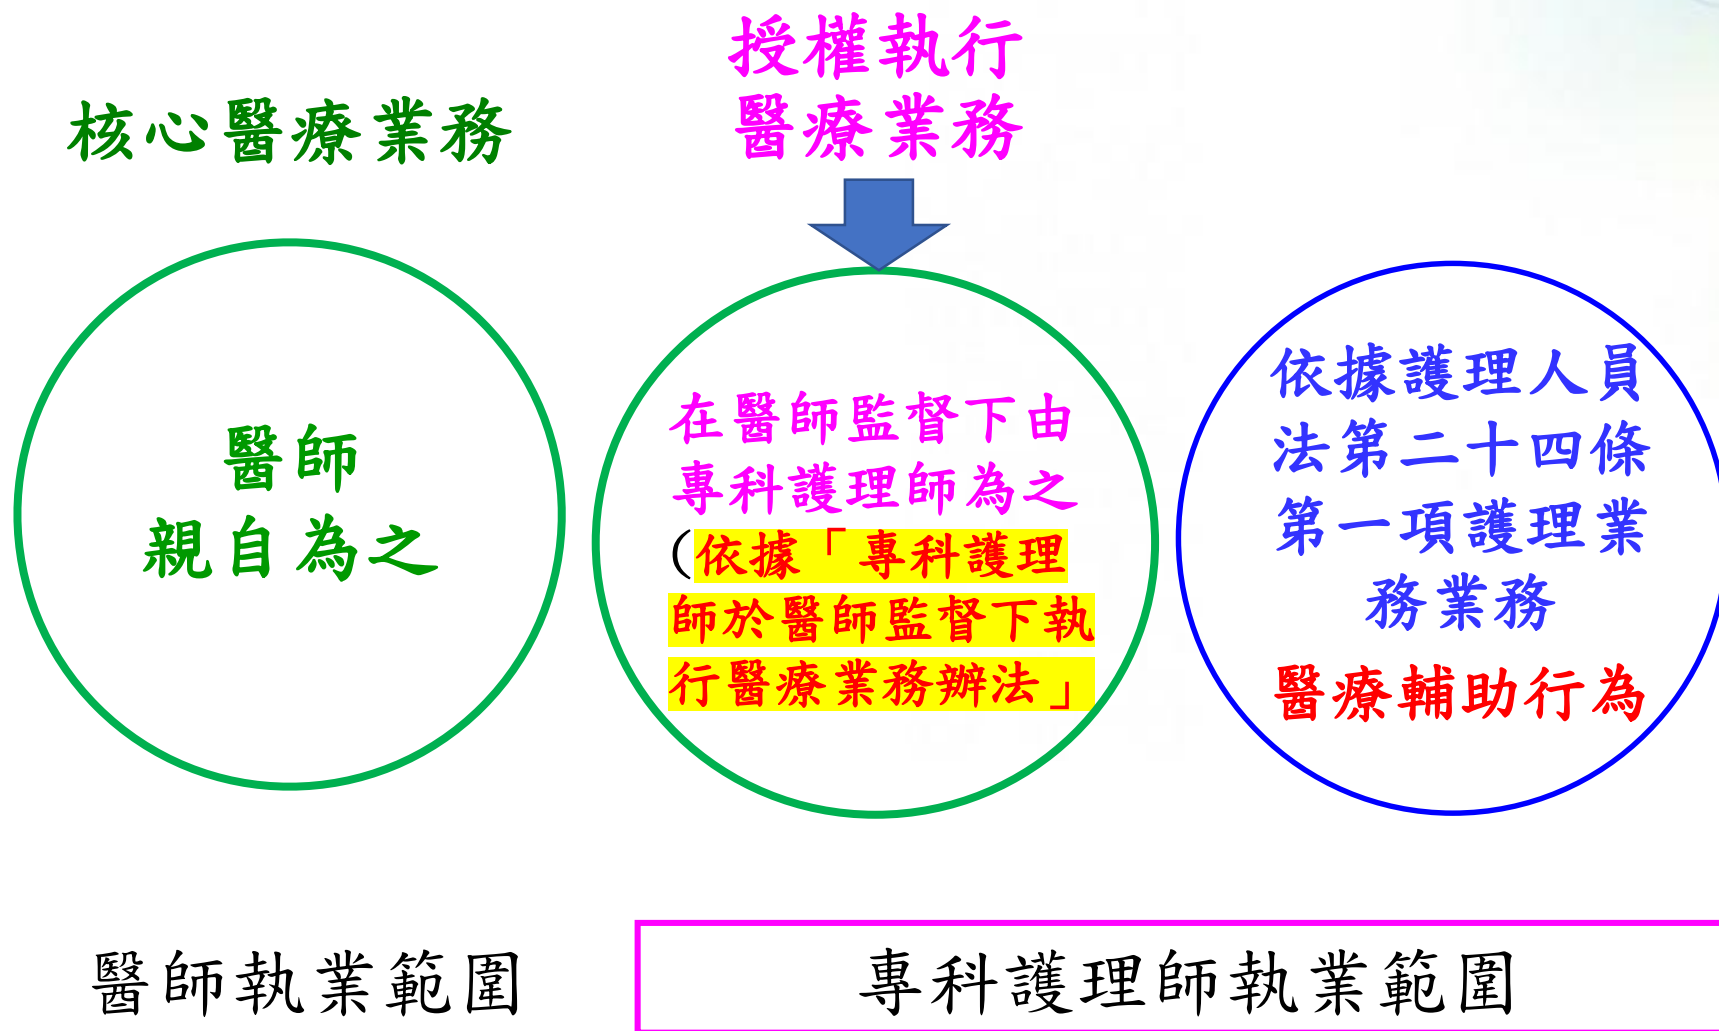 核心醫療業務
授權執行
醫療業務
醫師
親自為之
在醫師監督下由
專科護理師為之
(依據「專科護理
師於醫師監督下執
行醫療業務辦法」
依據護理人員
法第二十四條
第一項護理業
務業務
醫療輔助行為
醫師執業範圍
專科護理師執業範圍